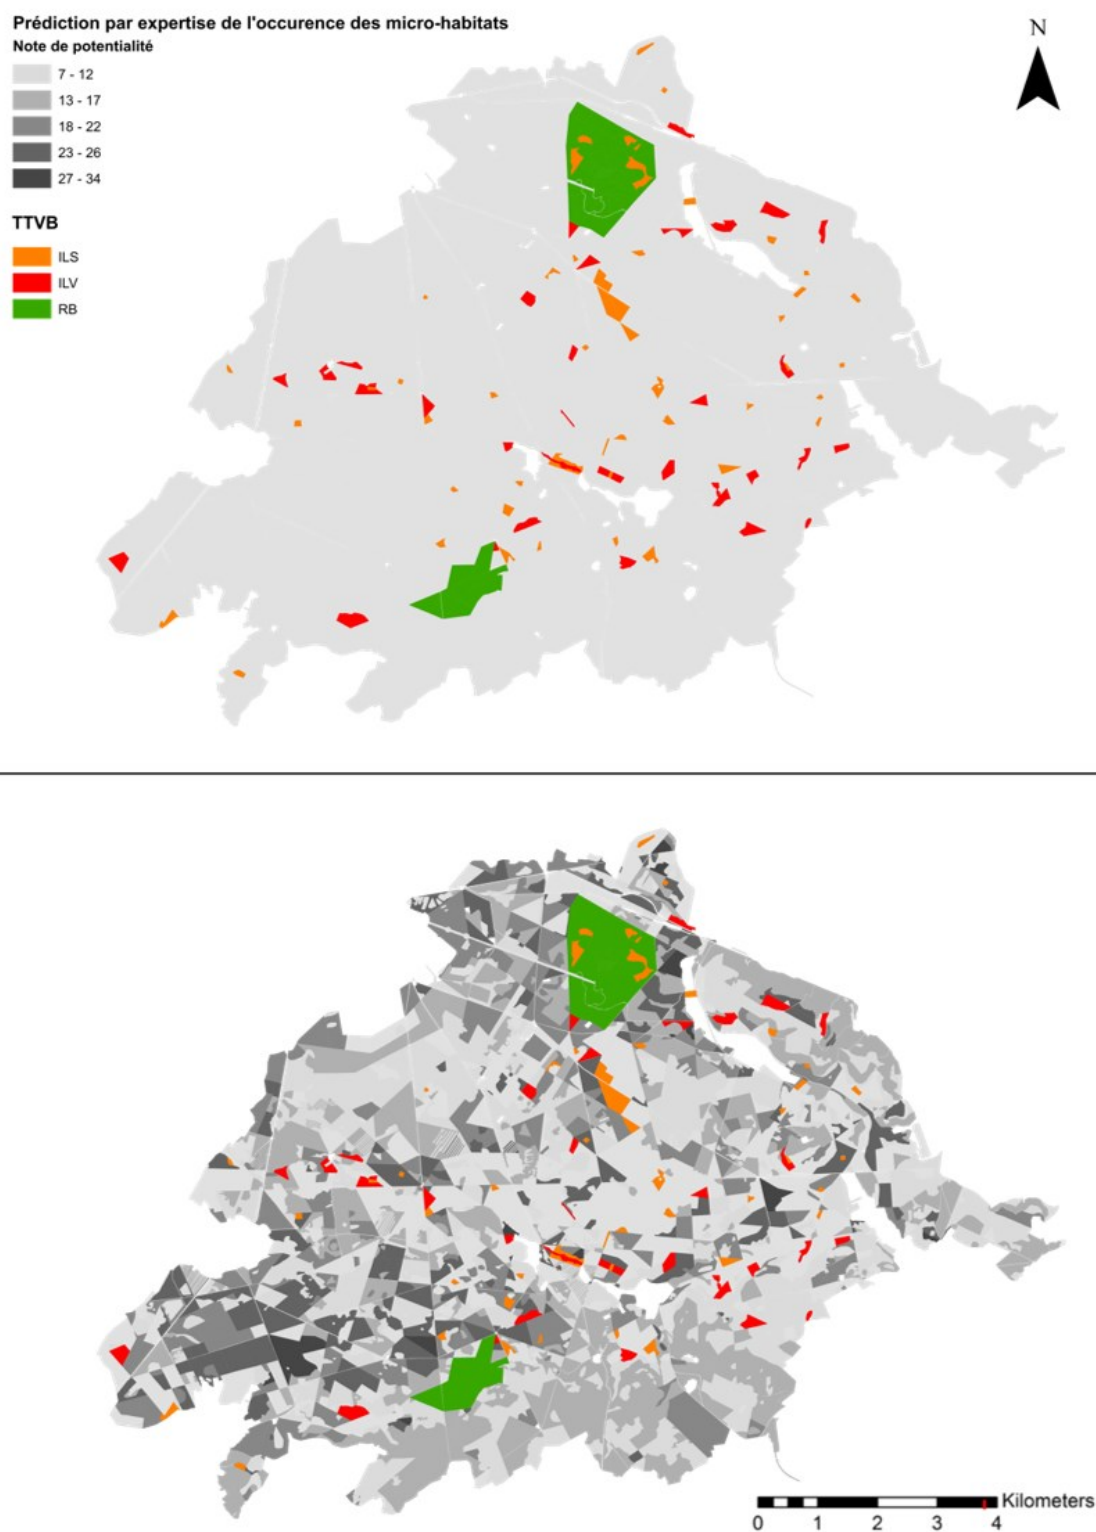 Prédiction par expertise de l'occurence des micro-habitats
Note de potentialité
7 - 12
13 - 17
18 - 22
23 - 26
27 - 34
TTVB
ILS
ILV
RB
N
Kilometers
0 1 2 3 4